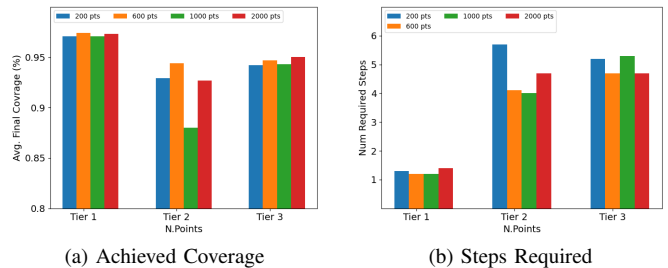 200 pts 600 pts 1000 pts 2000 pts
Avg. Final Covrage (%)
0.95
0.9
0.85
0.8
Tier 1 Tier 2 Tier 3
N.Points
(a) Achieved Coverage
200 pts 1000 pts 2000 pts
600 pts
Num Required Steps
6
5
4
3
2
1
Tier 1 Tier 2 Tier 3
N.Points
(b) Steps Required